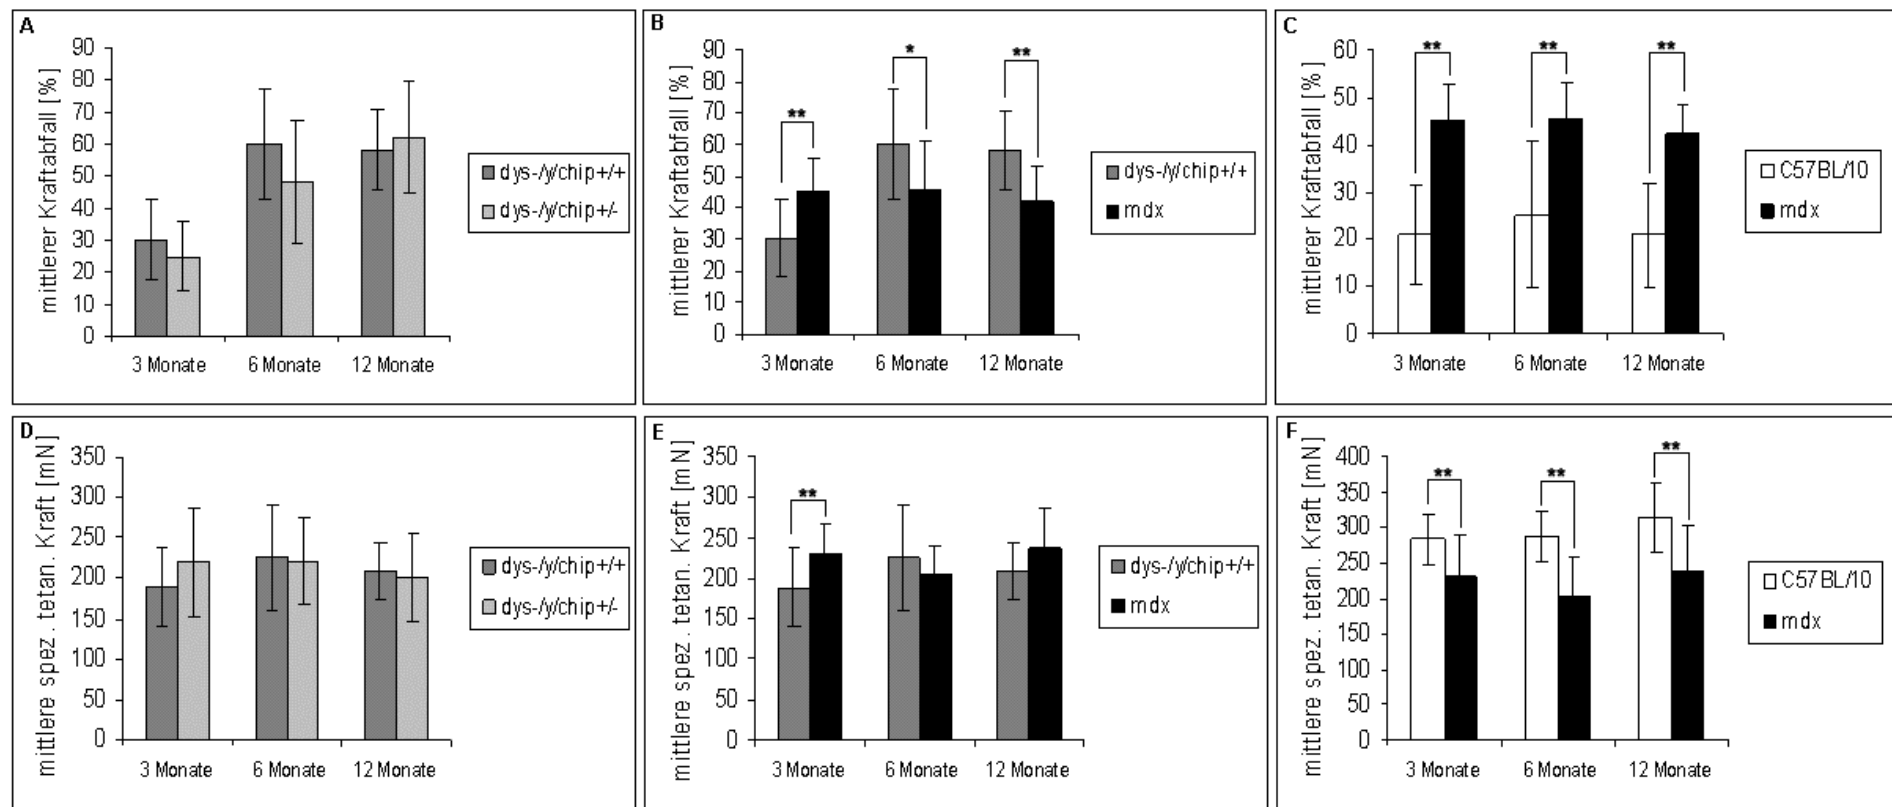 A
mittlerer Kraftabfall [%]
90
80
70
60
50
40
30
20
10
0
3 Monate 6 Monate 12 Monate
dys-/y/chip+/+
dys-/y/chip+/-
B
mittlerer Kraftabfall [%]
90
80
70
60
50
40
30
20
10
0
** * **
3 Monate 6 Monate 12 Monate
dys-/y/chip+/+
mdx
C
mittlerer Kraftabfall [%]
60
50
40
30
20
10
0
** ** **
3 Monate 6 Monate 12 Monate
C57BL/10
mdx
D
mittlere spez. tetan. Kraft [mN]
350
300
250
200
150
100
50
0
3 Monate 6 Monate 12 Monate
dys-/y/chip+/+
dys-/y/chip+/-
E
mittlere spez. tetan. Kraft [mN]
350
300
250
200
150
100
50
0
**
3 Monate 6 Monate 12 Monate
dys-/y/chip+/+
mdx
F
mittlere spez. tetan. Kraft [mN]
400
350
300
250
200
150
100
50
0
** ** **
3 Monate 6 Monate 12 Monate
C57BL/10
mdx